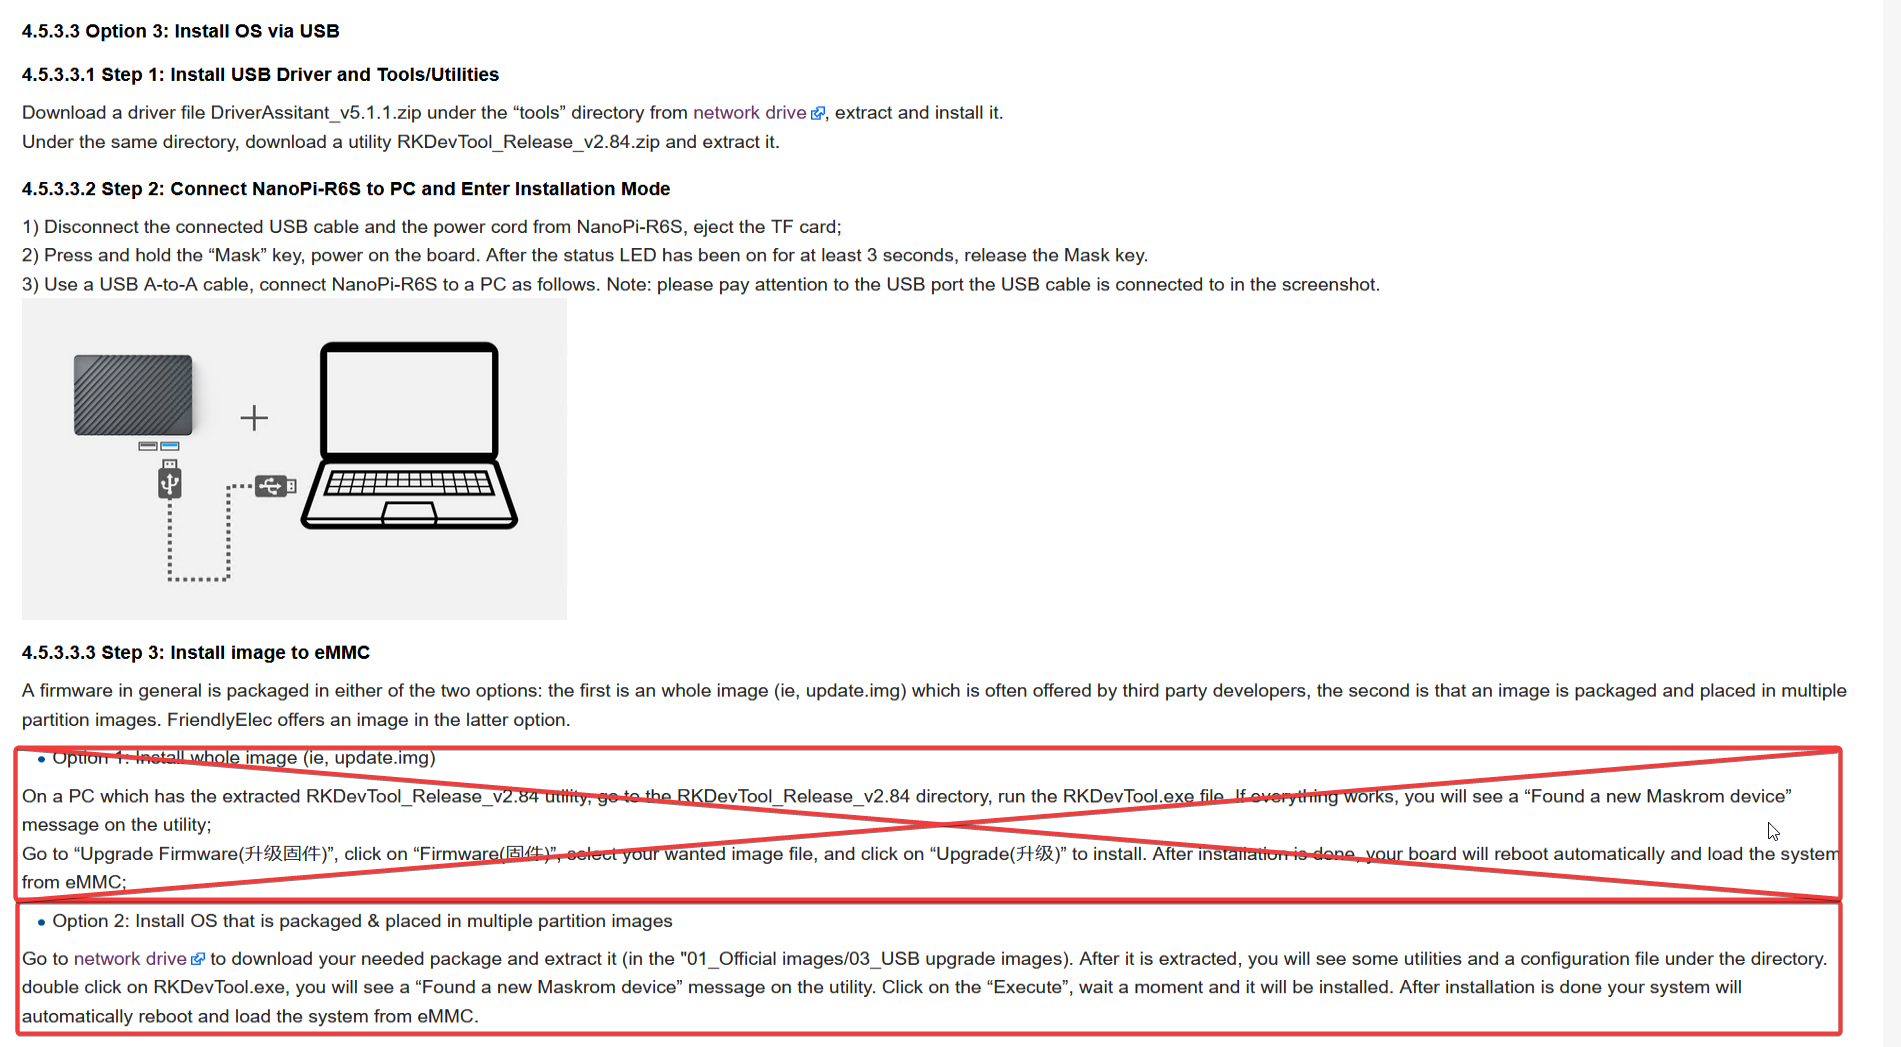 4.5.3.3 Option 3: Install OS via USB
4.5.3.3.1 Step 1: Install USB Driver and Tools/Utilities
Download a driver file DriverAssitant_v5.1.1.zip under the “tools” directory from network drive, extract and install it.
Under the same directory, download a utility RKDevTool_Release_v2.84.zip and extract it.
4.5.3.3.2 Step 2: Connect NanoPi-R6S to PC and Enter Installation Mode
1) Disconnect the connected USB cable and the power cord from NanoPi-R6S, eject the TF card;
2) Press and hold the “Mask” key, power on the board. After the status LED has been on for at least 3 seconds, release the Mask key.
3) Use a USB A-to-A cable, connect NanoPi-R6S to a PC as follows. Note: please pay attention to the USB port the USB cable is connected to in the screenshot.
4.5.3.3.3 Step 3: Install image to eMMC
A firmware in general is packaged in either of the two options: the first is an whole image (ie, update.img) which is often offered by third party developers, the second is that an image is packaged and placed in multiple
partition images. FriendlyElec offers an image in the latter option.
• Option 1: Install whole image (ie, update.img)
On a PC which has the extracted RKDevTool_Release_v2.84 utility, go to the RKDevTool_Release_v2.84 directory, run the RKDevTool.exe file. If everything works, you will see a “Found a new Maskrom device”
message on the utility;
Go to “Upgrade Firmware(升级固件)”, click on “Firmware(固件)”, select your wanted image file, and click on “Upgrade(升级)” to install. After installation is done, your board will reboot automatically and load the system
from eMMC;
• Option 2: Install OS that is packaged & placed in multiple partition images
Go to network drive to download your needed package and extract it (in the "01_Official images/03_USB upgrade images). After it is extracted, you will see some utilities and a configuration file under the directory.
double click on RKDevTool.exe, you will see a “Found a new Maskrom device” message on the utility. Click on the “Execute”, wait a moment and it will be installed. After installation is done your system will
automatically reboot and load the system from eMMC.